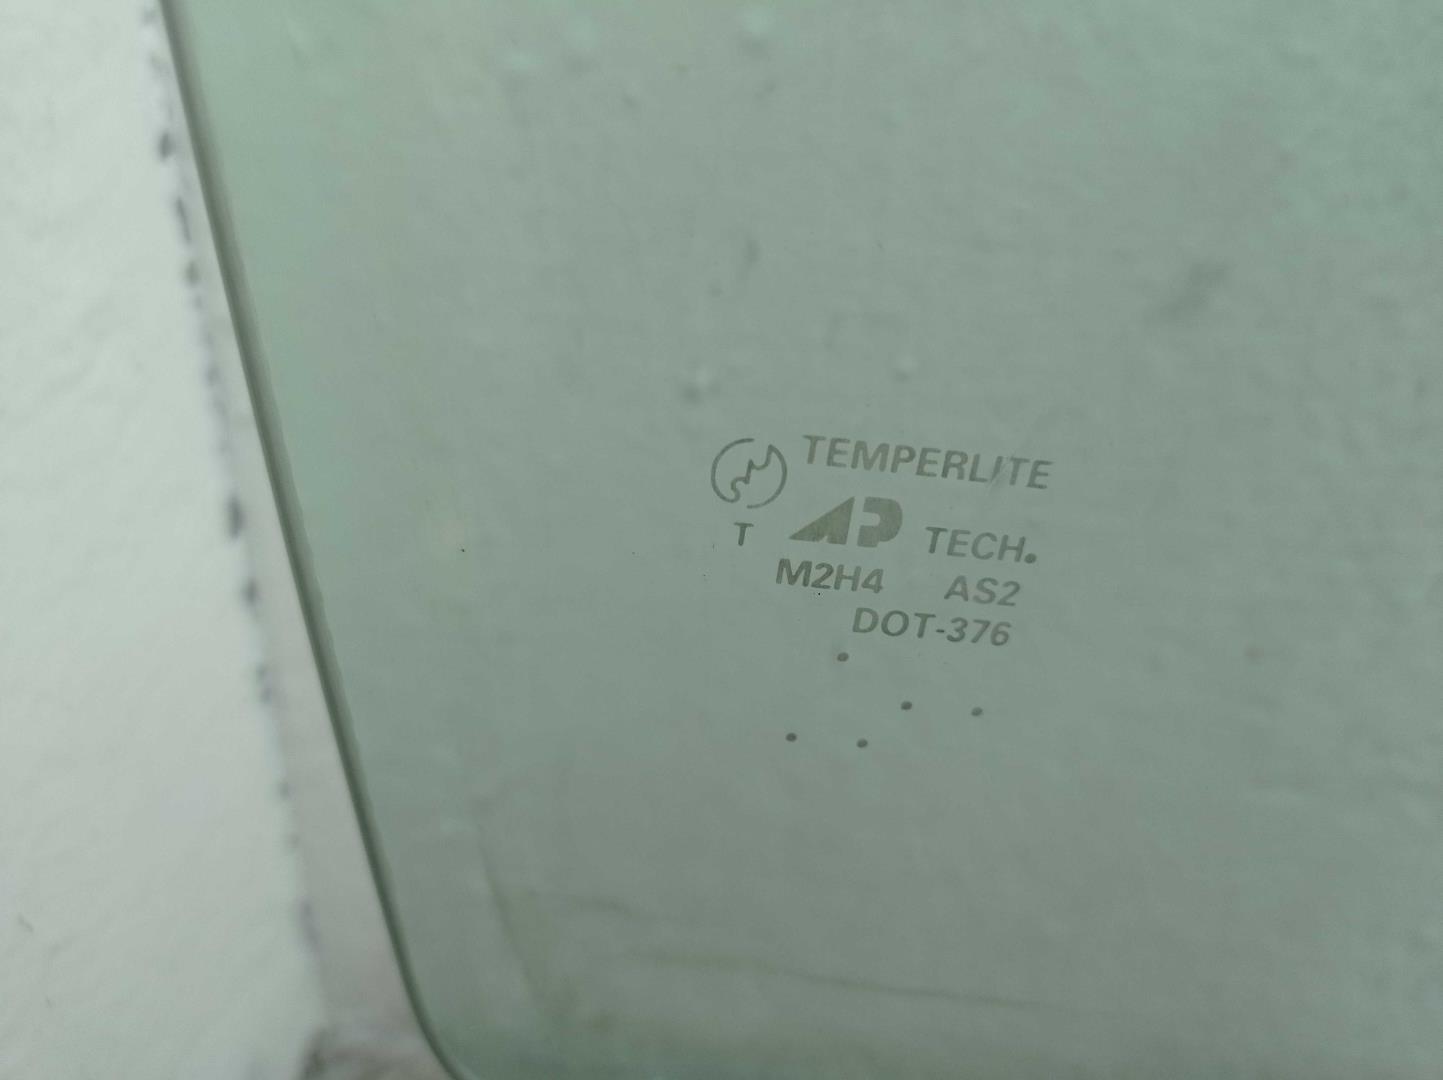 TEMPERLITE
T AP TECH.
M2H4 AS2
DOT-376